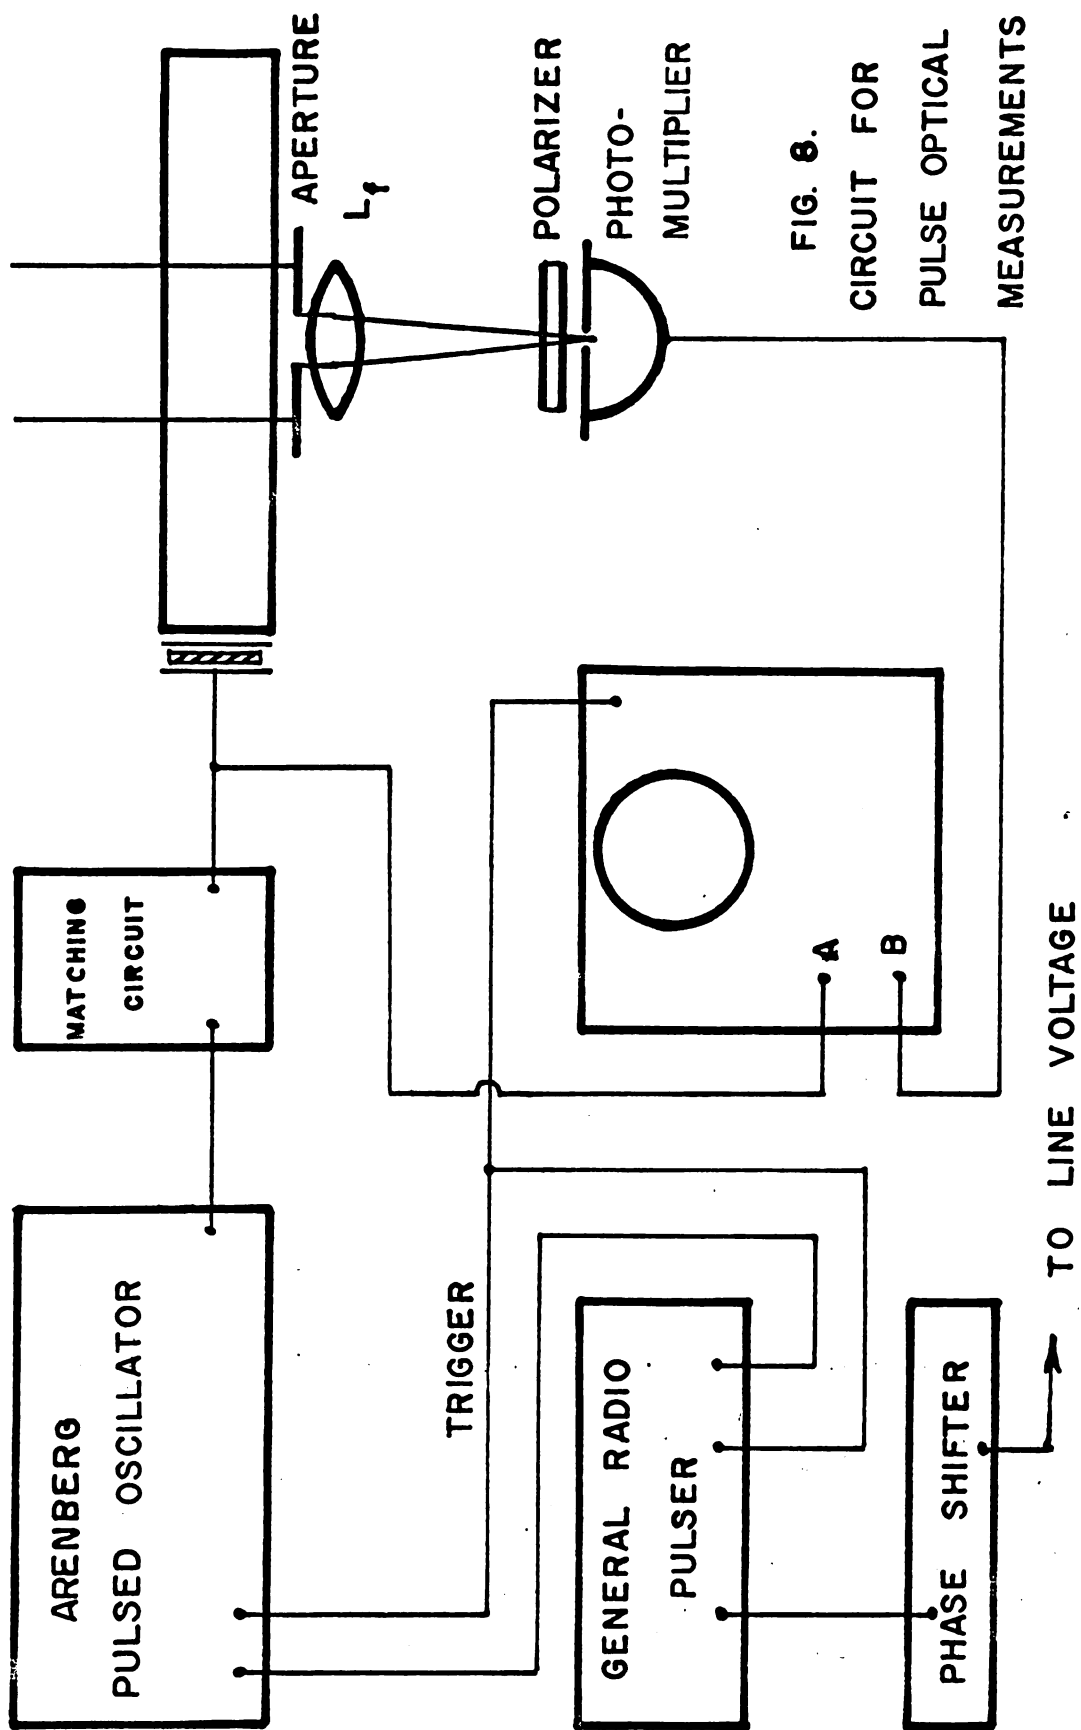 ARENBERG
PULSED OSCILLATOR
MATCHING
CIRCUIT
APERTURE
L_f
TRIGGER
POLARIZER
GENERAL RADIO
PULSER
PHOTO-
MULTIPLIER
A
B
PHASE SHIFTER
TO LINE VOLTAGE
FIG. 8.
CIRCUIT FOR
PULSE OPTICAL
MEASUREMENTS